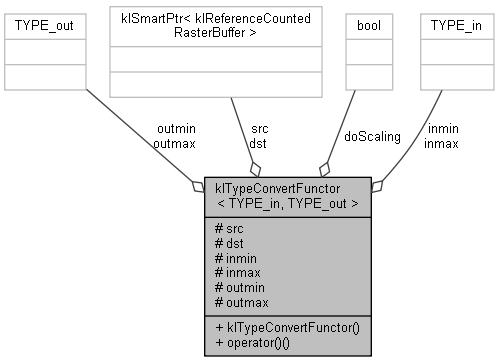 TYPE_out
klSmartPtr< klReferenceCounted
RasterBuffer >
bool
TYPE_in
outmin
outmax
src
dst
doScaling
inmin
inmax
klTypeConvertFunctor
< TYPE_in, TYPE_out >
# src
# dst
# inmin
# inmax
# outmin
# outmax
+ klTypeConvertFunctor()
+ operator()()